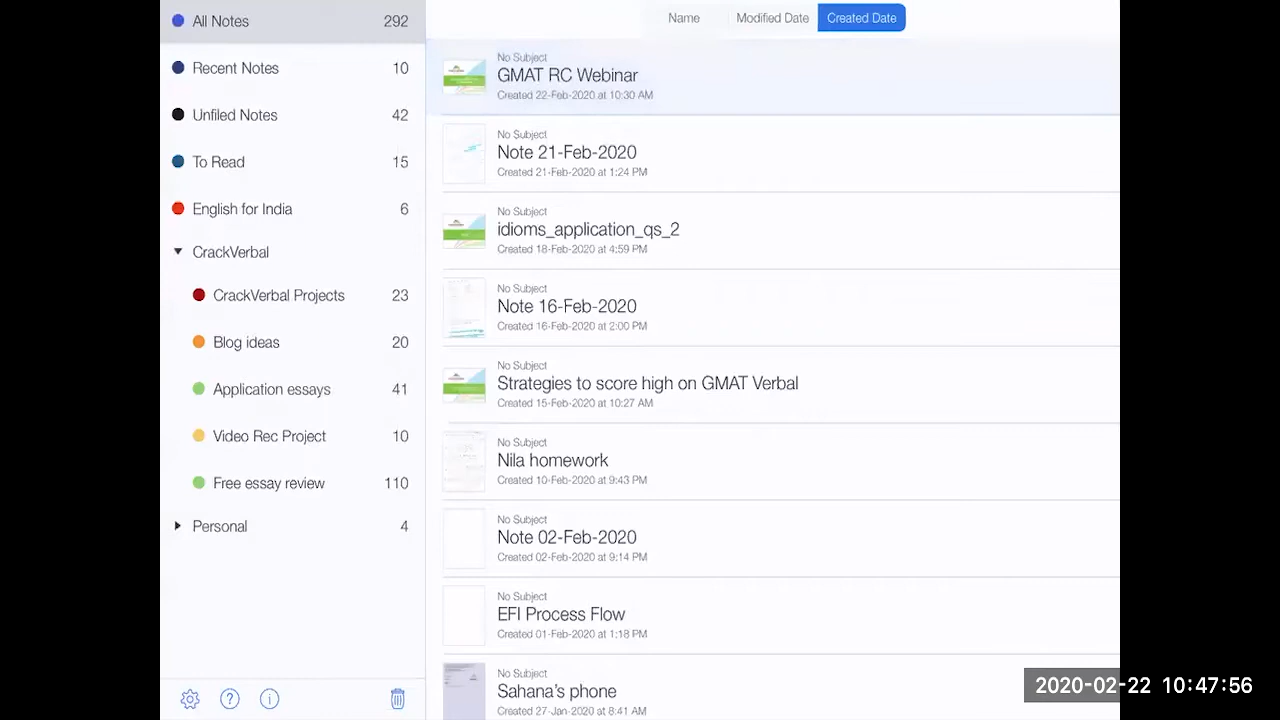 All Notes 292
Recent Notes 10
Unfiled Notes 42
To Read 15
English for India 6
CrackVerbal
CrackVerbal Projects 23
Blog ideas 20
Application essays 41
Video Rec Project 10
Free essay review 110
Personal 4
Name Modified Date Created Date
No Subject
GMAT RC Webinar
Created 22-Feb-2020 at 10:30 AM
No Subject
Note 21-Feb-2020
Created 21-Feb-2020 at 1:24 PM
No Subject
idioms_application_qs_2
Created 18-Feb-2020 at 4:59 PM
No Subject
Note 16-Feb-2020
Created 16-Feb-2020 at 2:00 PM
No Subject
Strategies to score high on GMAT Verbal
Created 15-Feb-2020 at 10:27 AM
No Subject
Nila homework
Created 10-Feb-2020 at 9:43 PM
No Subject
Note 02-Feb-2020
Created 02-Feb-2020 at 9:14 PM
No Subject
EFI Process Flow
Created 01-Feb-2020 at 1:18 PM
No Subject
Sahana's phone
Created 27-Jan-2020 at 8:41 AM
2020-02-22 10:47:56